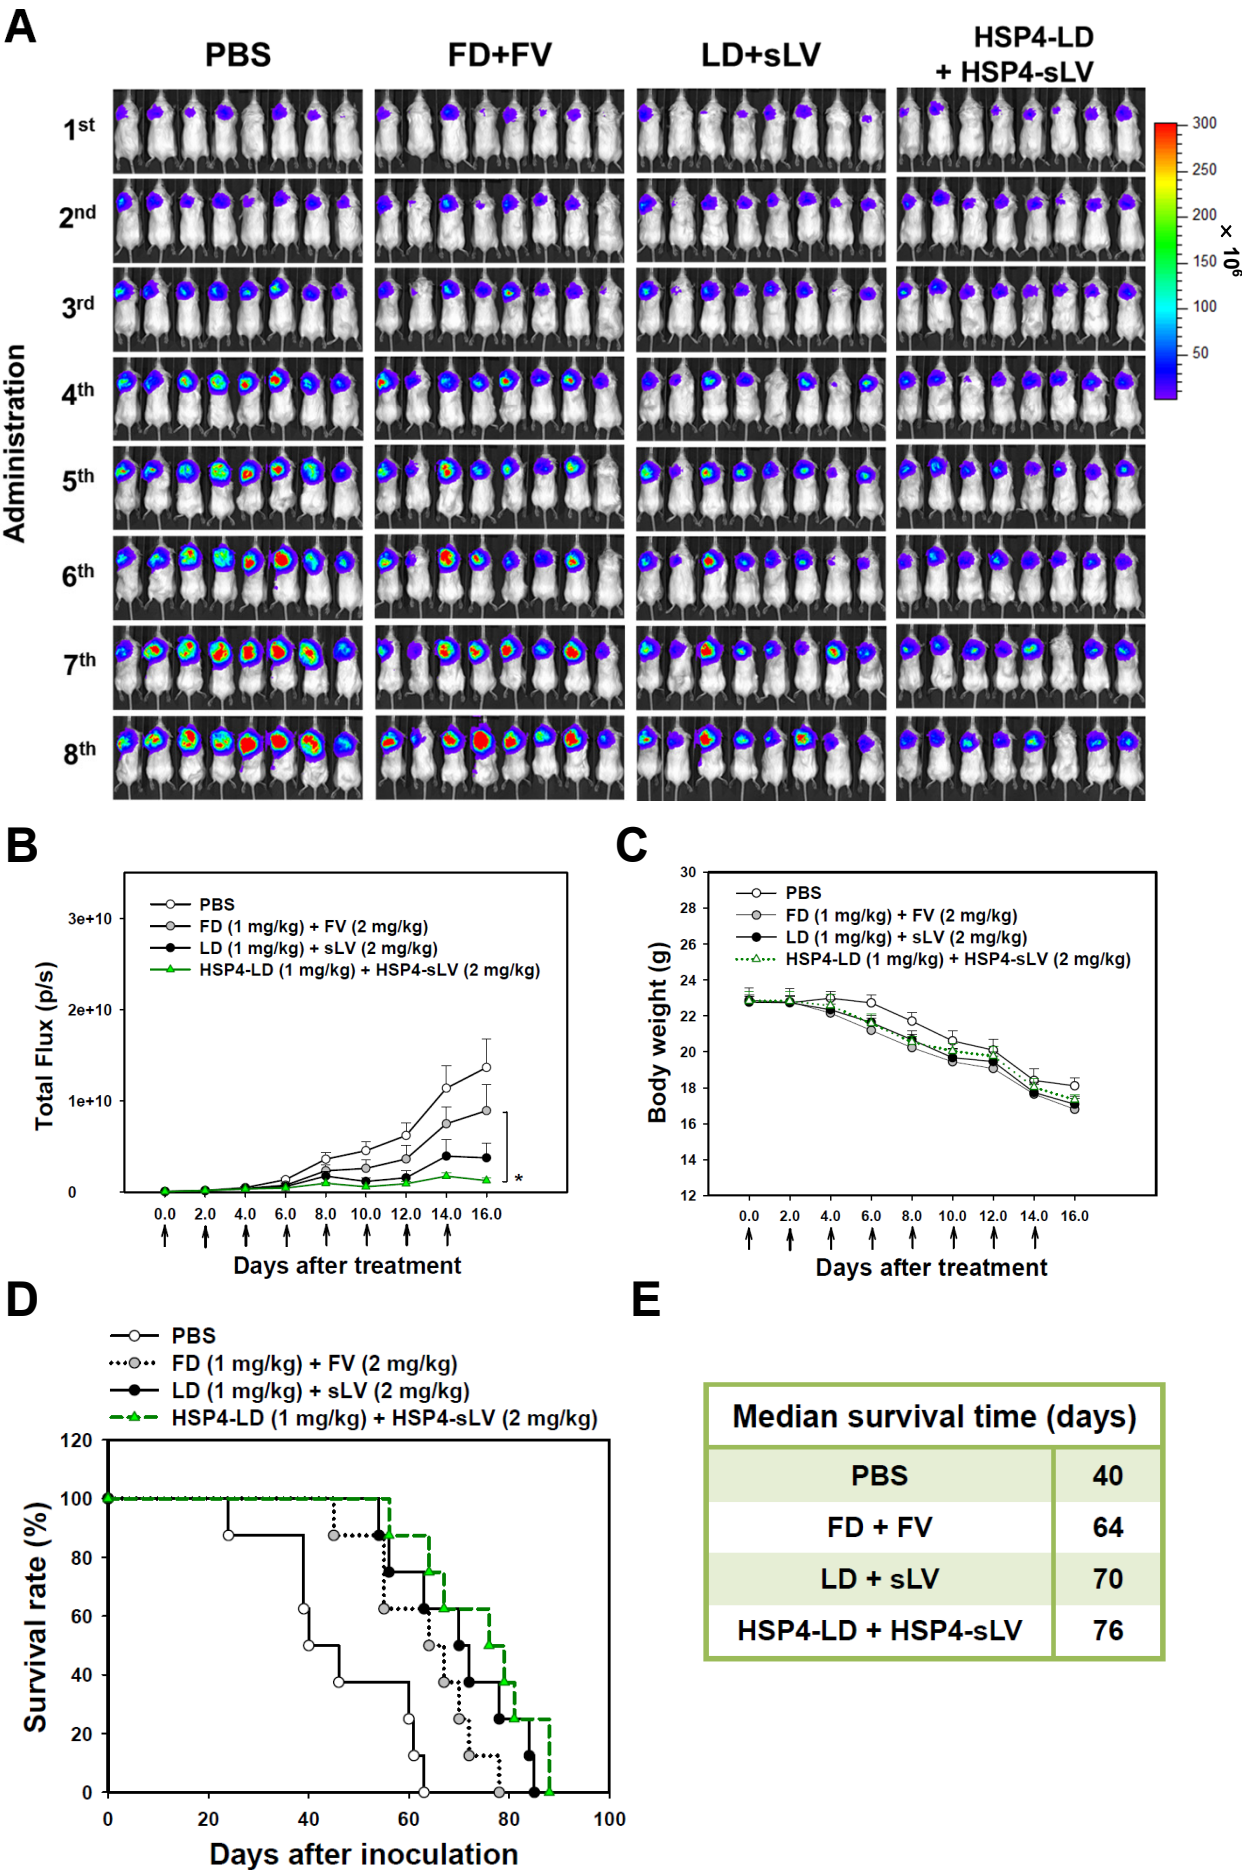 A
PBS
FD+FV
LD+sLV
HSP4-LD
+ HSP4-sLV
Administration
1st
2nd
3rd
4th
5th
6th
7th
8th
300
250
200
150
100
50
× 10⁶
B
3e+10
2e+10
1e+10
0
Total Flux (p/s)
PBS
FD (1 mg/kg) + FV (2 mg/kg)
LD (1 mg/kg) + sLV (2 mg/kg)
HSP4-LD (1 mg/kg) + HSP4-sLV (2 mg/kg)
*
0.0 2.0 4.0 6.0 8.0 10.0 12.0 14.0 16.0
Days after treatment
C
30
28
26
24
22
20
18
16
14
12
Body weight (g)
PBS
FD (1 mg/kg) + FV (2 mg/kg)
LD (1 mg/kg) + sLV (2 mg/kg)
HSP4-LD (1 mg/kg) + HSP4-sLV (2 mg/kg)
0.0 2.0 4.0 6.0 8.0 10.0 12.0 14.0 16.0
Days after treatment
D
PBS
FD (1 mg/kg) + FV (2 mg/kg)
LD (1 mg/kg) + sLV (2 mg/kg)
HSP4-LD (1 mg/kg) + HSP4-sLV (2 mg/kg)
120
100
80
60
40
20
0
Survival rate (%)
0 20 40 60 80 100
Days after inoculation
E
Median survival time (days)
PBS 40
FD + FV 64
LD + sLV 70
HSP4-LD + HSP4-sLV 76